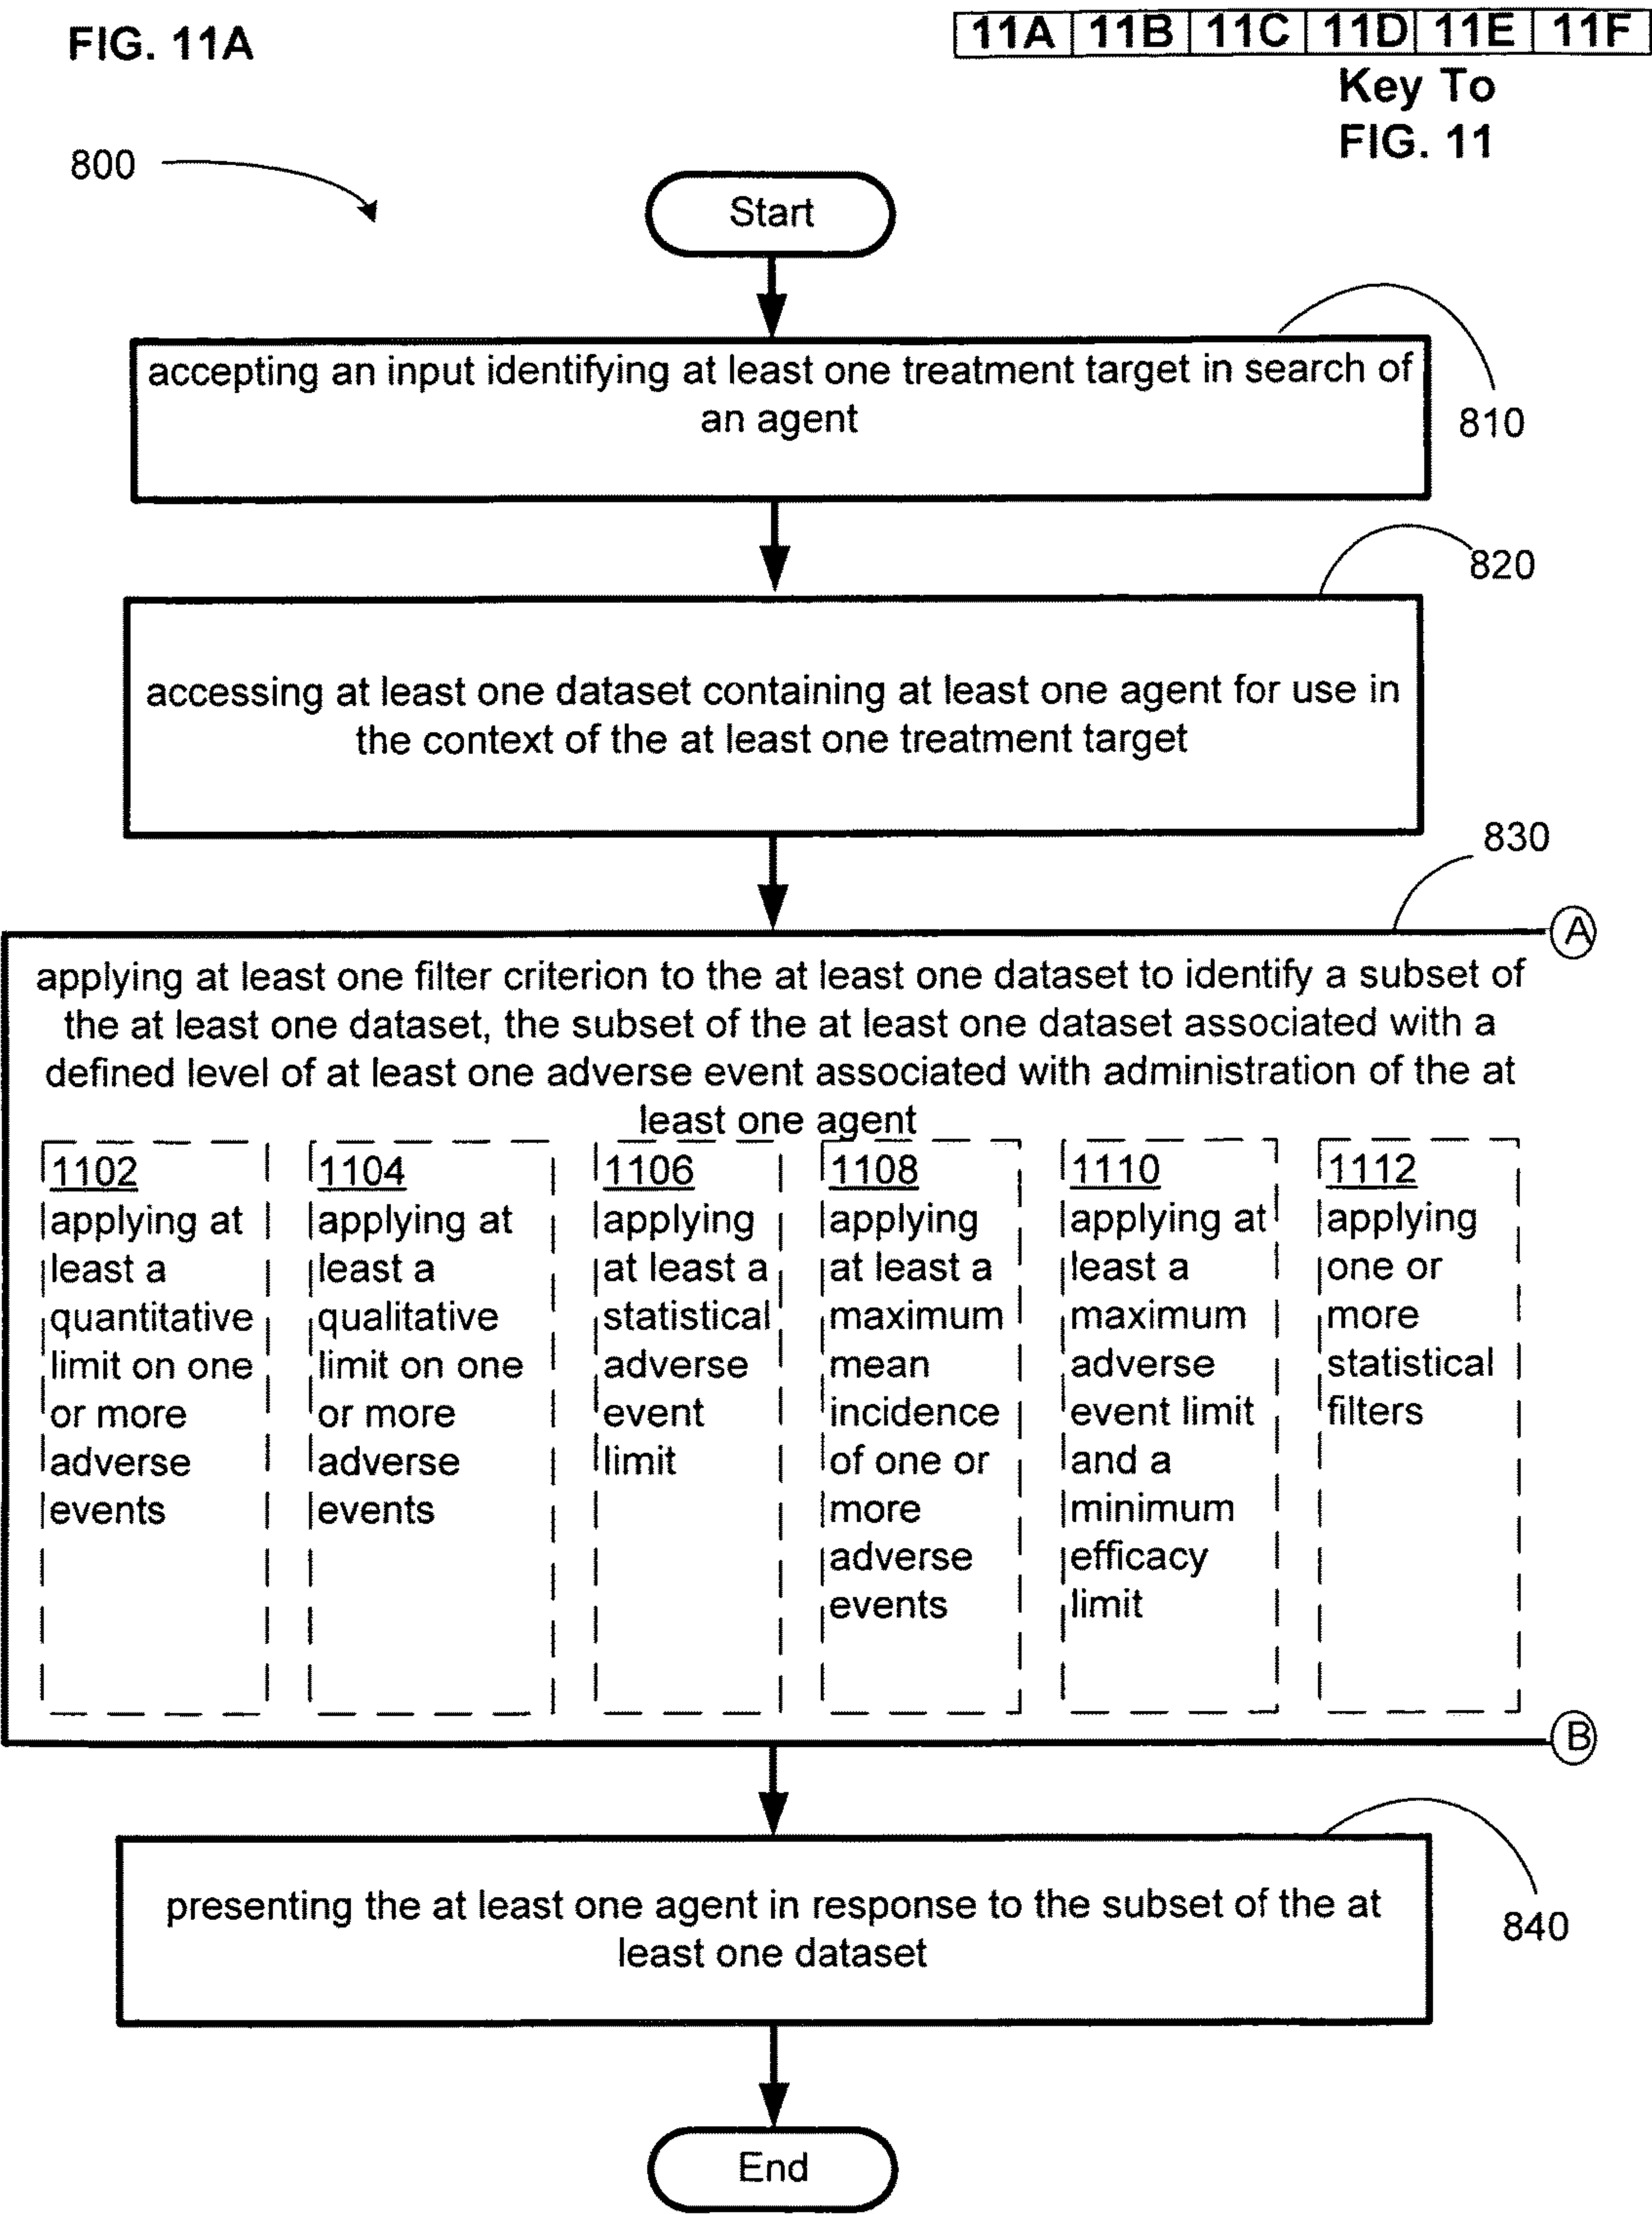 FIG. 11A
11A 11B 11C 11D 11E 11F
Key To
FIG. 11
800
Start
accepting an input identifying at least one treatment target in search of
an agent
810
820
accessing at least one dataset containing at least one agent for use in
the context of the at least one treatment target
830
A
applying at least one filter criterion to the at least one dataset to identify a subset of
the at least one dataset, the subset of the at least one dataset associated with a
defined level of at least one adverse event associated with administration of the at
least one agent
1102
applying at
least a
quantitative
limit on one
or more
adverse
events
1104
applying at
least a
qualitative
limit on one
or more
adverse
events
1106
applying
at least a
statistical
adverse
event
limit
1108
applying
at least a
maximum
mean
incidence
of one or
more
adverse
events
1110
applying at
least a
maximum
adverse
event limit
and a
minimum
efficacy
limit
1112
applying
one or
more
statistical
filters
B
presenting the at least one agent in response to the subset of the at
least one dataset
840
End